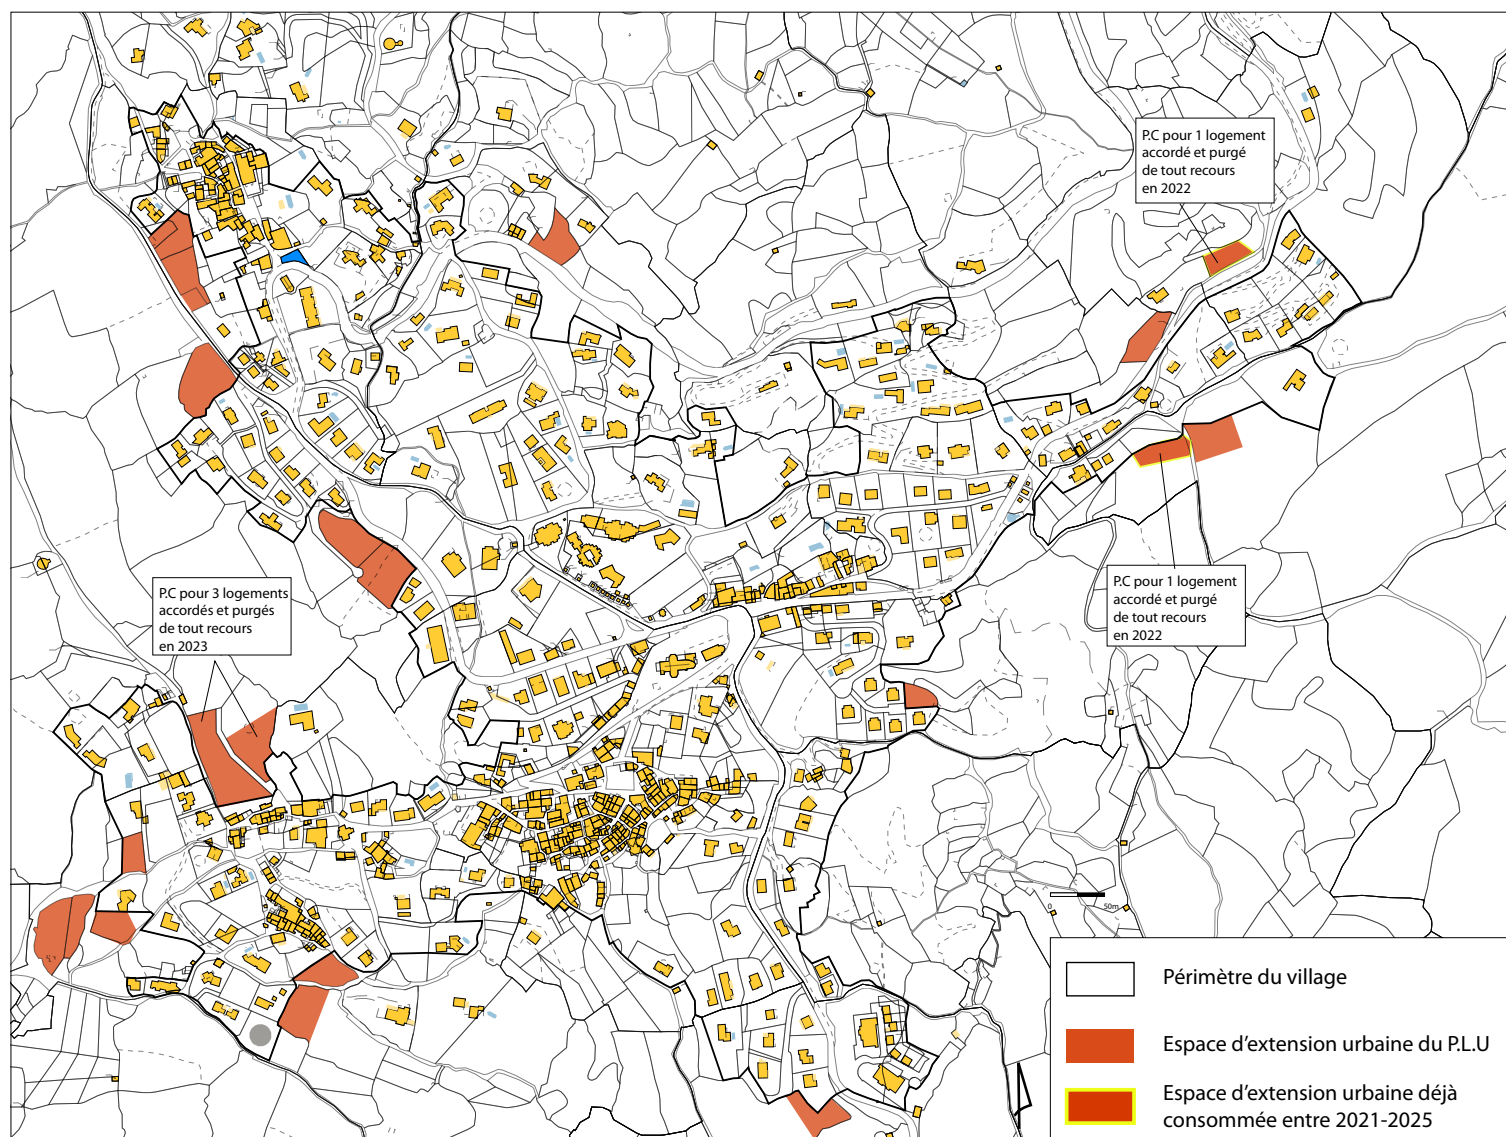 P.C pour 1 logement
accordé et purgé
de tout recours
en 2022
P.C pour 3 logements
accordés et purgés
de tout recours
en 2023
P.C pour 1 logement
accordé et purgé
de tout recours
en 2022
0 50m
Périmètre du village
Espace d’extension urbaine du P.L.U
Espace d’extension urbaine déjà
consommée entre 2021-2025